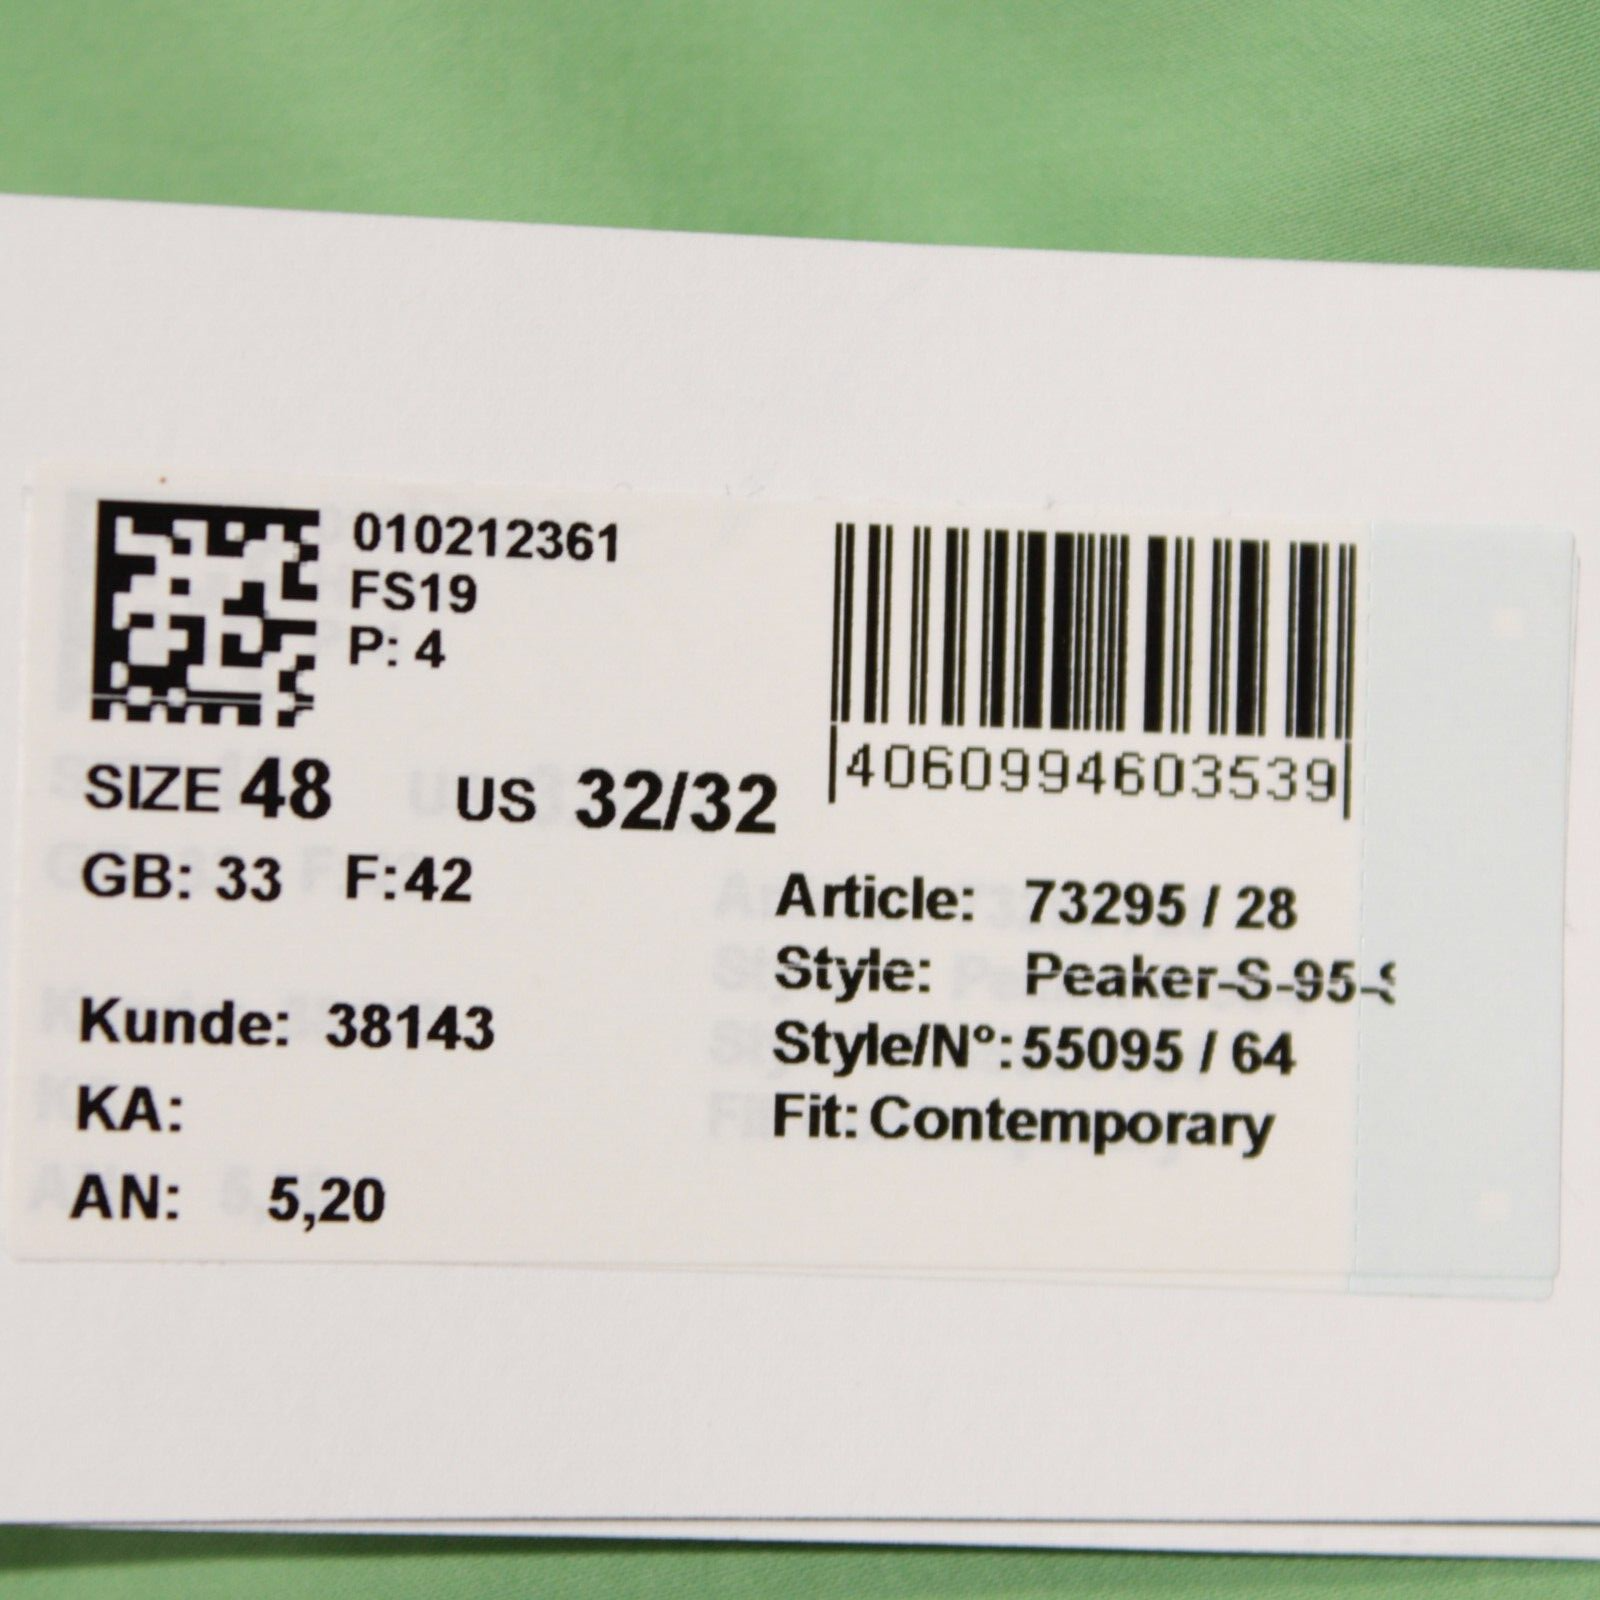 010212361
FS19
P: 4
4060994603539
SIZE 48 US 32/32
GB: 33 F:42
Article: 73295 / 28
Style: Peaker-S-95-
Style/N°: 55095 / 64
Fit: Contemporary
Kunde: 38143
KA:
AN: 5,20